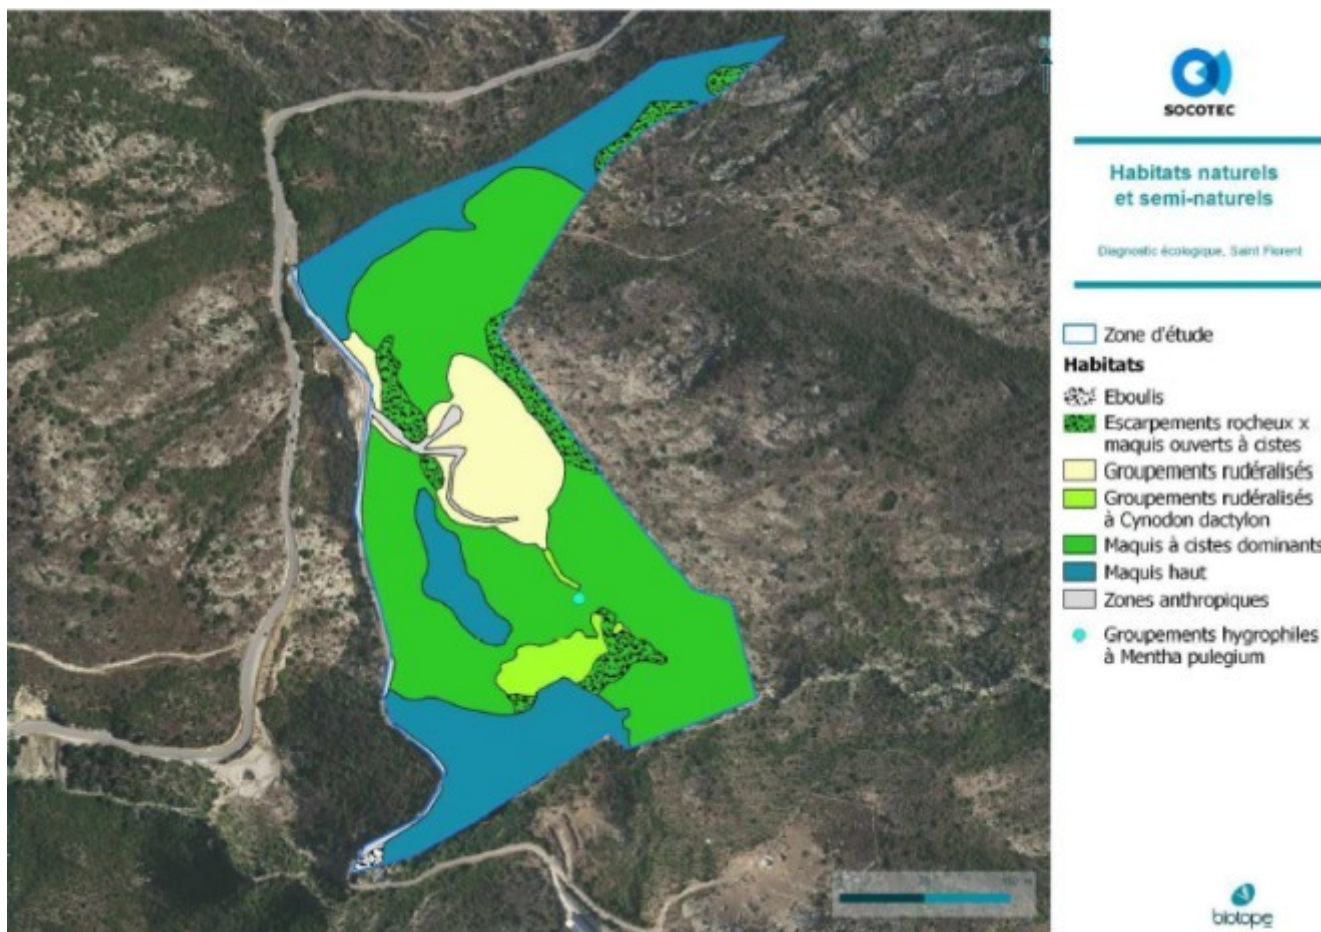 SOCOTEC
Habitats naturels
et semi-naturels
Diagnostic écologique, Saint Florent
Zone d'étude
Habitats
Eboulis
Escarpements rocheux x
maquis ouverts à cistes
Groupements rudéralisés
Groupements rudéralisés
à Cynodon dactylon
Maquis à cistes dominants
Maquis haut
Zones anthropiques
Groupements hygrophiles
à Mentha pulegium
biotope